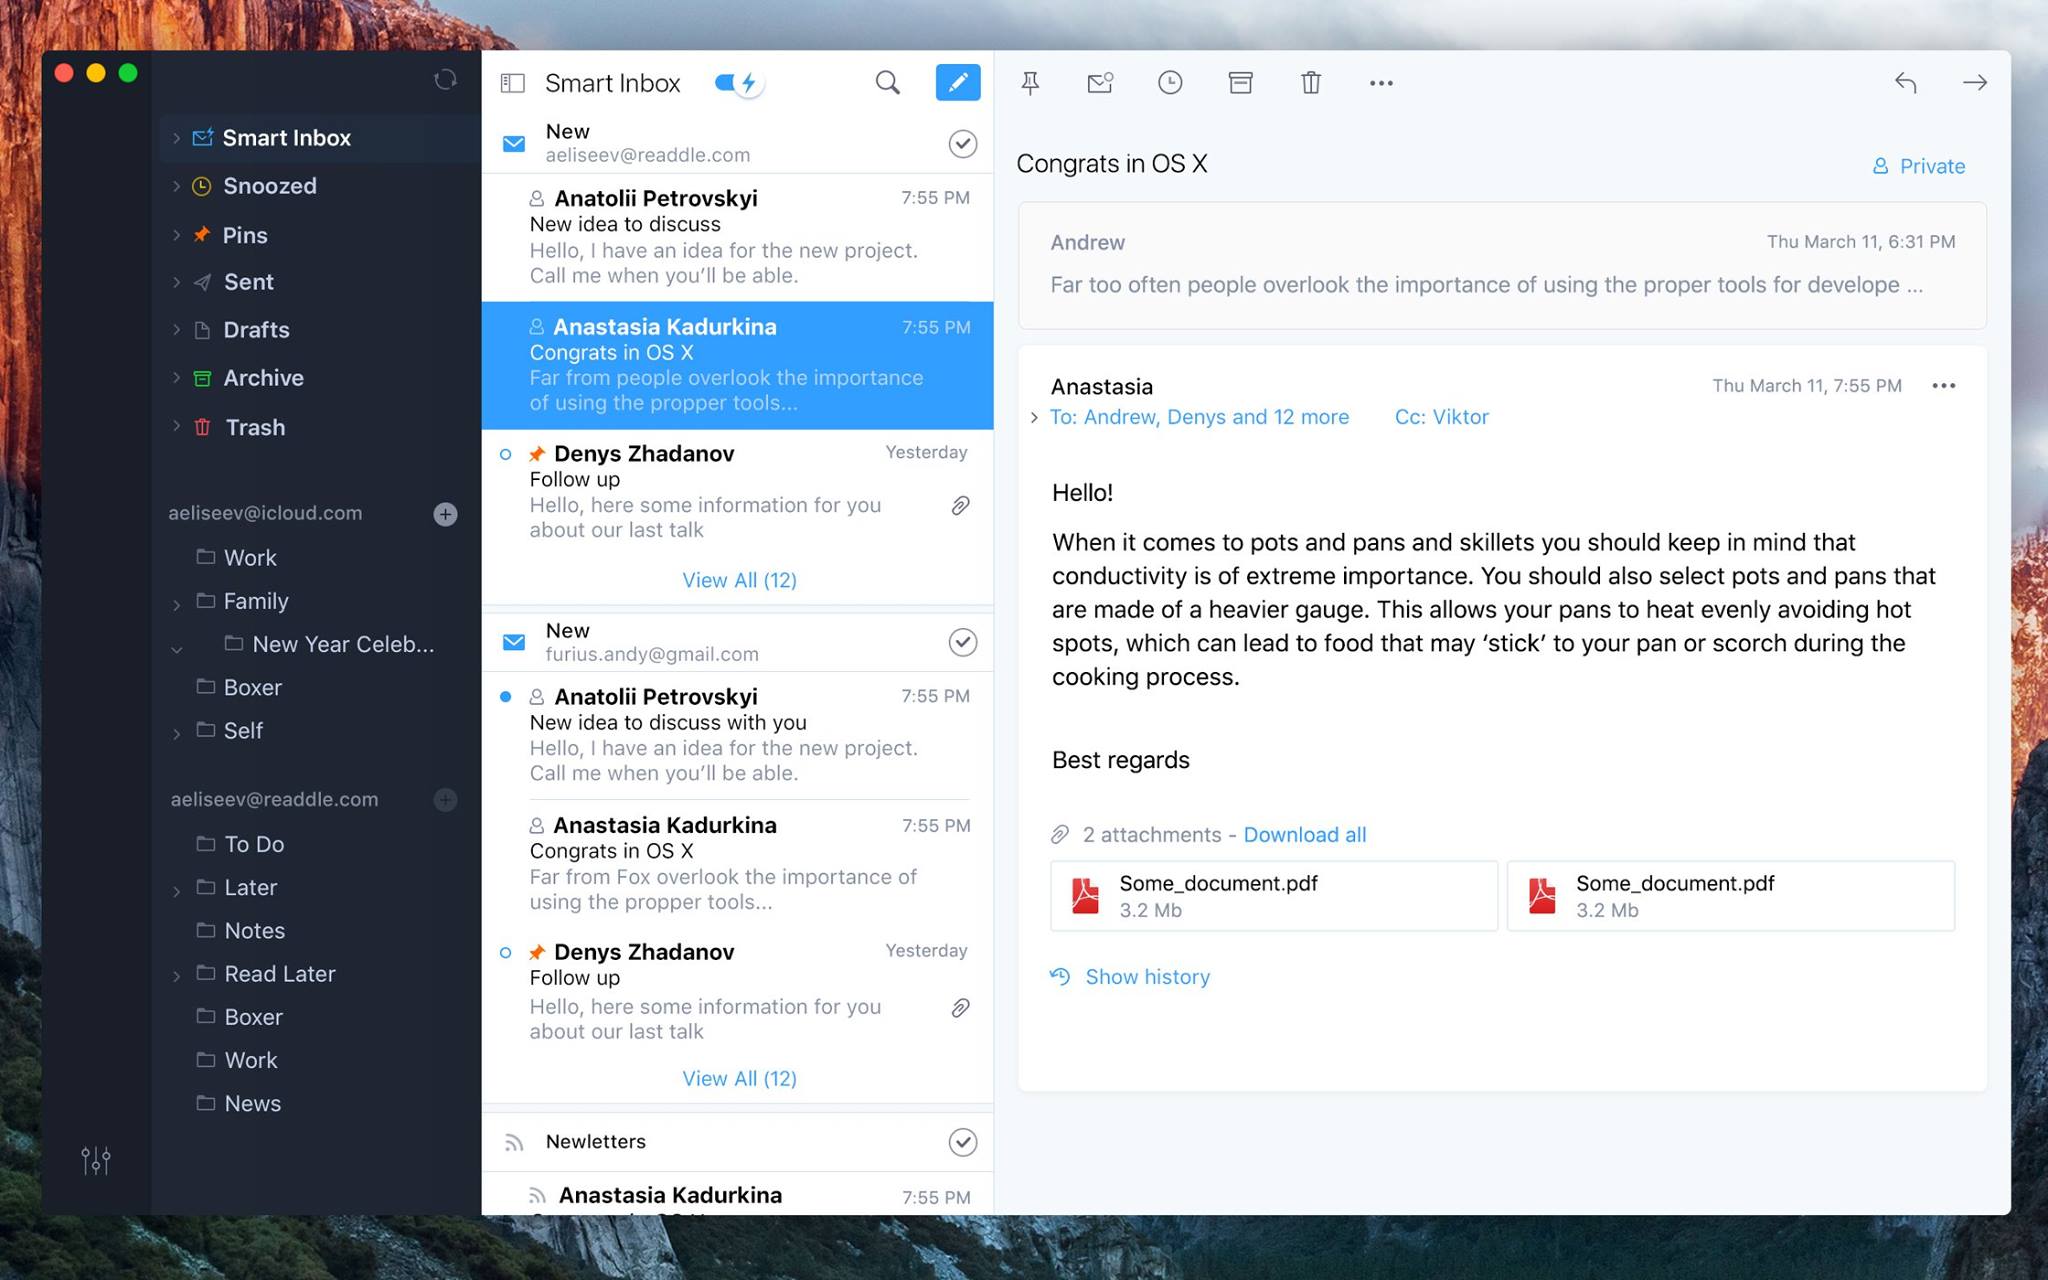 Smart Inbox
Snoozed
Pins
Sent
Drafts
Archive
Trash
aeliseev@icloud.com
Work
Family
New Year Celeb...
Boxer
Self
aeliseev@readdle.com
To Do
Later
Notes
Read Later
Boxer
Work
News
Smart Inbox
New
aeliseev@readdle.com
Anatolii Petrovskyi 7:55 PM
New idea to discuss
Hello, I have an idea for the new project.
Call me when you’ll be able.
Anastasia Kadurkina 7:55 PM
Congrats in OS X
Far from people overlook the importance
of using the propper tools...
Denys Zhadanov Yesterday
Follow up
Hello, here some information for you
about our last talk
View All (12)
New
furius.andy@gmail.com
Anatolii Petrovskyi 7:55 PM
New idea to discuss with you
Hello, I have an idea for the new project.
Call me when you’ll be able.
Anastasia Kadurkina 7:55 PM
Congrats in OS X
Far from Fox overlook the importance of
using the propper tools...
Denys Zhadanov Yesterday
Follow up
Hello, here some information for you
about our last talk
View All (12)
Newletters
Anastasia Kadurkina 7:55 PM
Congrats in OS X
Private
Andrew Thu March 11, 6:31 PM
Far too often people overlook the importance of using the proper tools for develope ...
Anastasia Thu March 11, 7:55 PM
To: Andrew, Denys and 12 more Cc: Viktor
Hello!
When it comes to pots and pans and skillets you should keep in mind that
conductivity is of extreme importance. You should also select pots and pans that
are made of a heavier gauge. This allows your pans to heat evenly avoiding hot
spots, which can lead to food that may ‘stick’ to your pan or scorch during the
cooking process.
Best regards
2 attachments - Download all
Some_document.pdf
3.2 Mb
Some_document.pdf
3.2 Mb
Show history